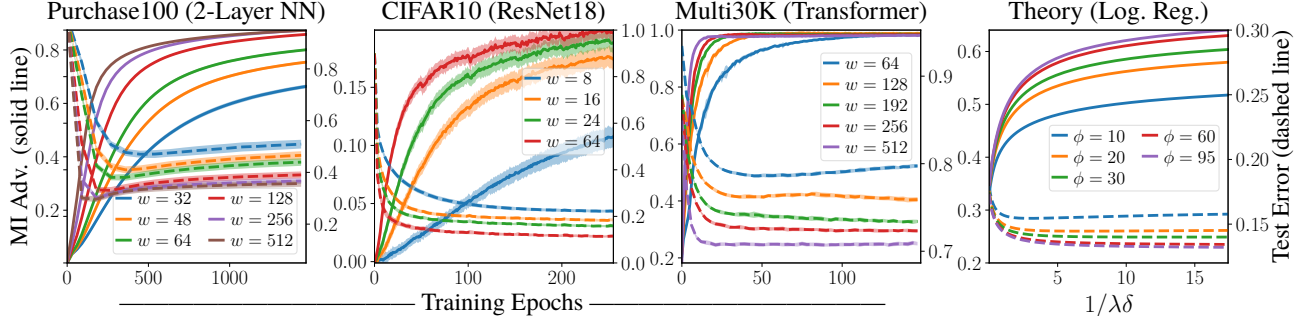 Purchase100 (2-Layer NN)
CIFAR10 (ResNet18)
Multi30K (Transformer)
Theory (Log. Reg.)
MI Adv. (solid line)
0.8
0.6
0.4
0.2
0.8
0.6
0.4
0.2
0
500
1000
w = 32
w = 48
w = 64
w = 128
w = 256
w = 512
0.15
0.10
0.05
0.00
1.0
0.8
0.6
0.4
0.2
0.0
0
100
200
w = 8
w = 16
w = 24
w = 64
1.0
0.8
0.6
0.4
0.2
0.9
0.8
0.7
0
50
100
w = 64
w = 128
w = 192
w = 256
w = 512
0.6
0.5
0.4
0.3
0.2
0.30
0.25
0.20
0.15
0
5
10
15
ϕ = 10
ϕ = 20
ϕ = 30
ϕ = 60
ϕ = 95
Test Error (dashed line)
Training Epochs
1/λδ